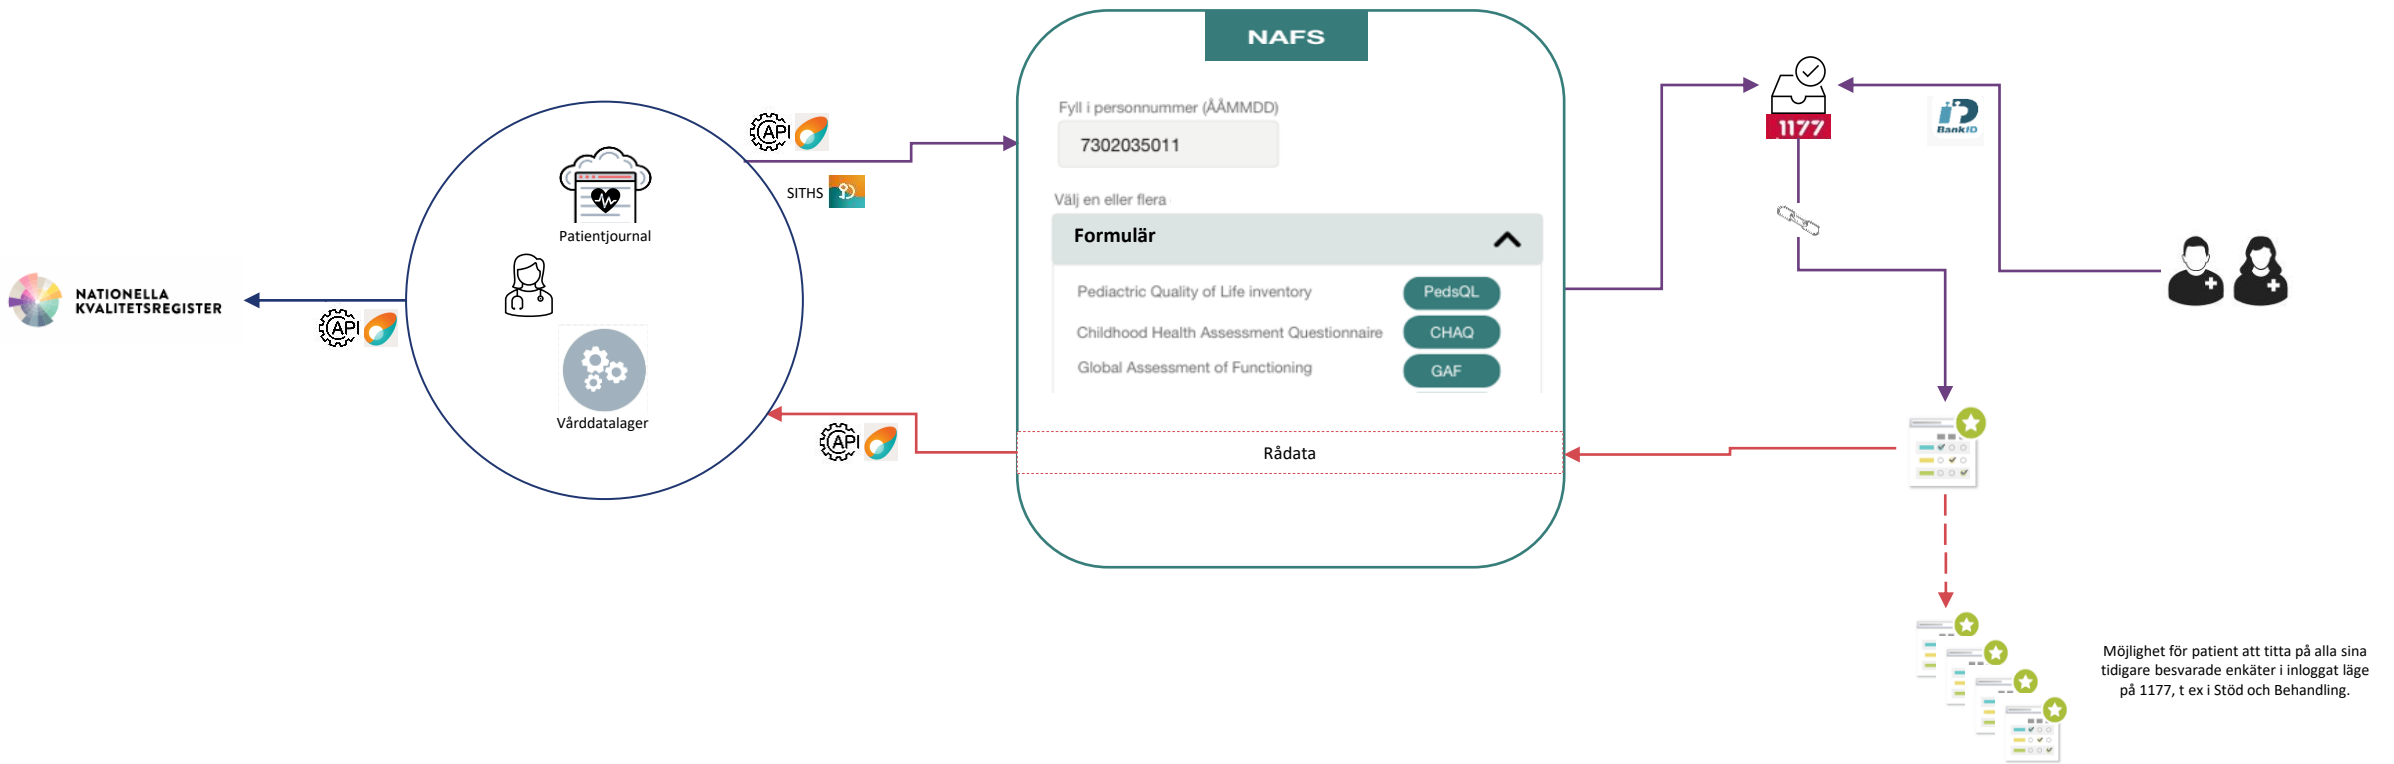 NATIONELLA
KVALITETSREGISTER
API
Patientjournal
Vårddatalager
API
SITHS
API
NAFS
Fyll i personnummer (ÅÅMMDD)
7302035011
Välj en eller flera
Formulär
Pediactric Quality of Life inventory PedsQL
Childhood Health Assessment Questionnaire CHAQ
Global Assessment of Functioning GAF
Rådata
1177
BankID
Möjlighet för patient att titta på alla sina
tidigare besvarade enkäter i inloggat läge
på 1177, t ex i Stöd och Behandling.